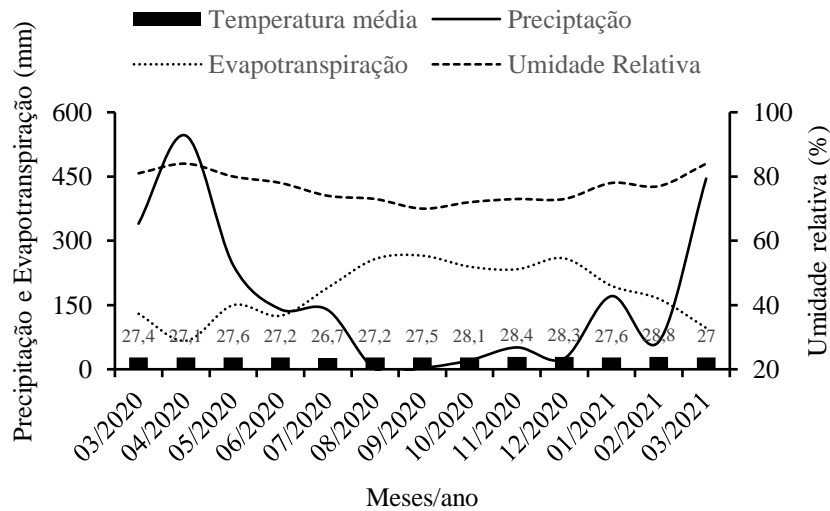 Temperatura média Preciptação
Evapotranspiração Umidade Relativa
Precipitação e Evapotranspiração (mm)
600
450
300
150
0
27,4 27,1 27,6 27,2 26,7 27,2 27,5 28,1 28,4 28,3 27,6 28,8 27
100
80
60
40
20
Umidade relativa (%)
03/2020 04/2020 05/2020 06/2020 07/2020 08/2020 09/2020 10/2020 11/2020 12/2020 01/2021 02/2021 03/2021
Meses/ano